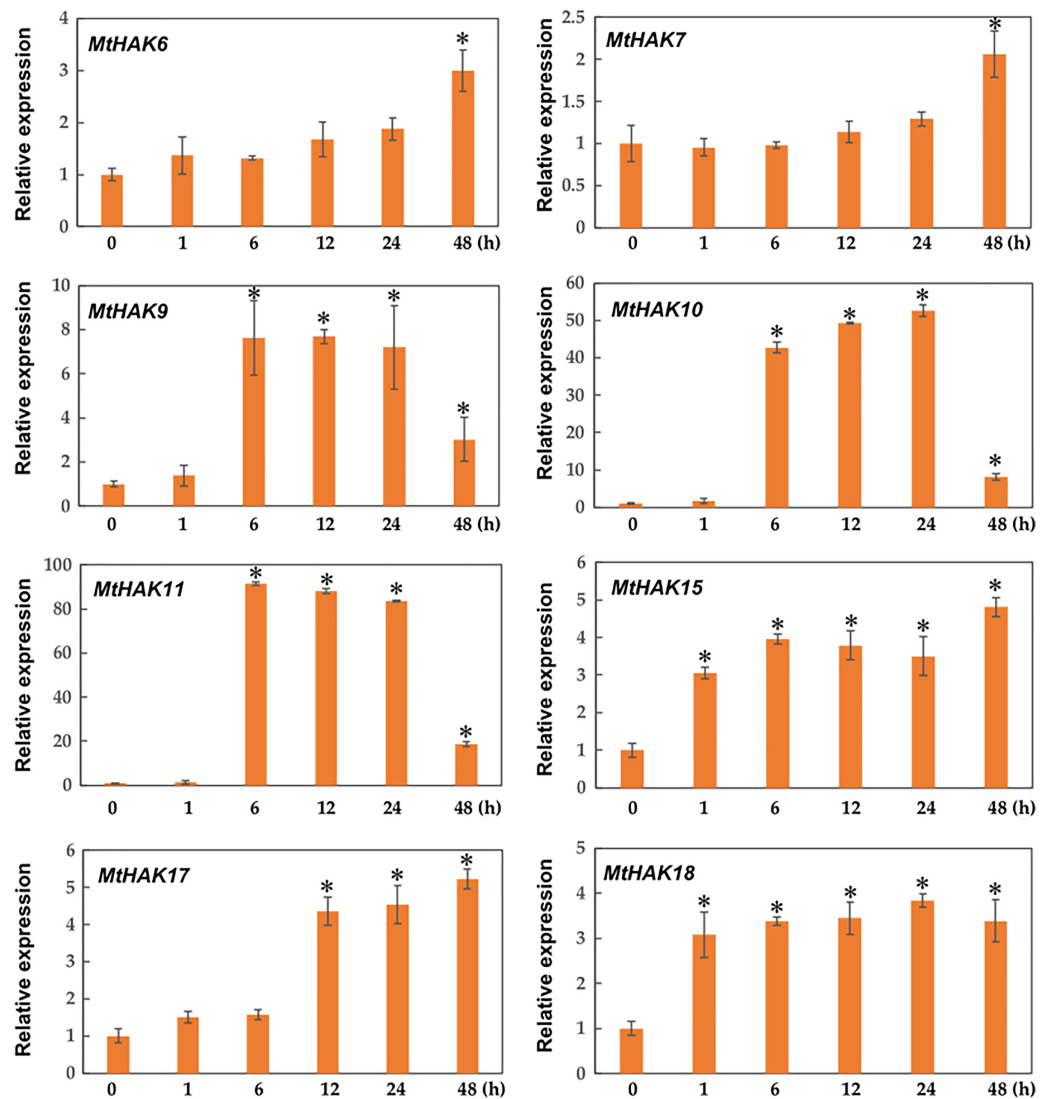 MtHAK6
Relative expression
4
3
2
1
0
0 1 6 12 24 48 (h)
MtHAK7
Relative expression
2.5
2
1.5
1
0.5
0
0 1 6 12 24 48 (h)
MtHAK9
Relative expression
10
8
6
4
2
0
0 1 6 12 24 48 (h)
MtHAK10
Relative expression
60
50
40
30
20
10
0
0 1 6 12 24 48 (h)
MtHAK11
Relative expression
100
80
60
40
20
0
0 1 6 12 24 48 (h)
MtHAK15
Relative expression
6
5
4
3
2
1
0
0 1 6 12 24 48 (h)
MtHAK17
Relative expression
6
5
4
3
2
1
0
0 1 6 12 24 48 (h)
MtHAK18
Relative expression
5
4
3
2
1
0
0 1 6 12 24 48 (h)